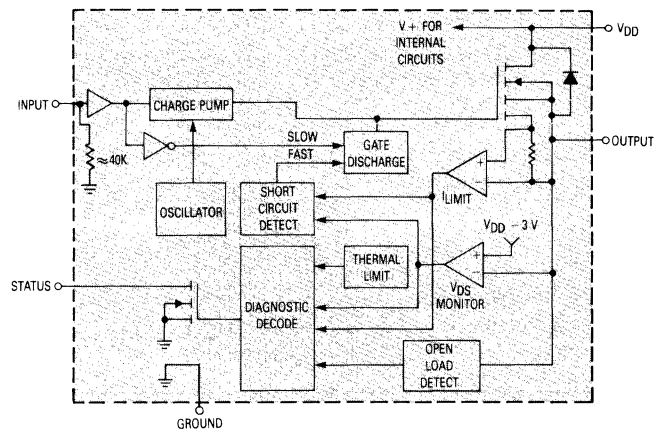 V + FOR
INTERNAL
CIRCUITS
VDD
INPUT
CHARGE PUMP
≈40K
SLOW
FAST
GATE
DISCHARGE
OUTPUT
OSCILLATOR
SHORT
CIRCUIT
DETECT
+
−
ILIMIT
VDD − 3 V
THERMAL
LIMIT
+
−
VDS
MONITOR
STATUS
DIAGNOSTIC
DECODE
OPEN
LOAD
DETECT
GROUND